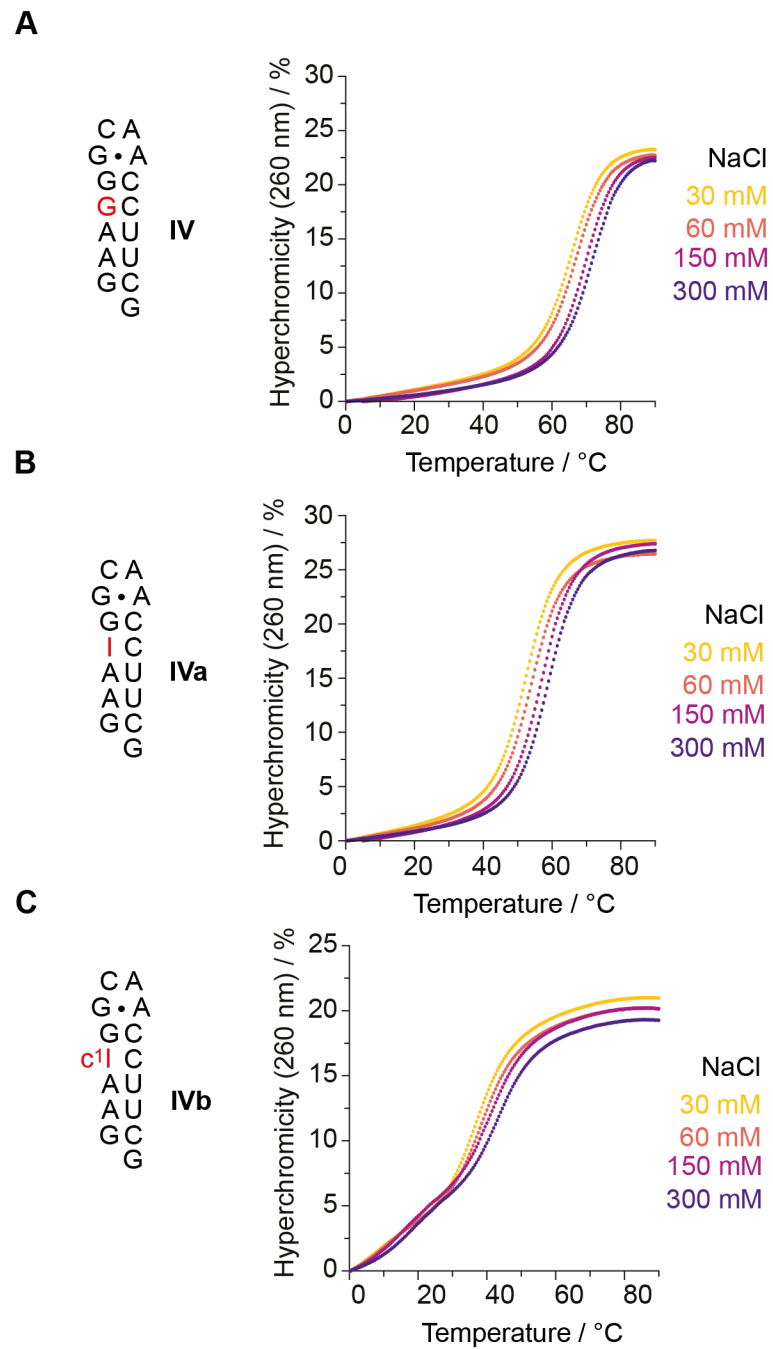 A
C A
G • A
G C
G C
A U
A U
G C
G
IV
Hyperchromicity (260 nm) / %
30
25
20
15
10
5
0
0 20 40 60 80
Temperature / °C
NaCl
30 mM
60 mM
150 mM
300 mM
B
C A
G • A
G C
I C
A U
A U
G C
G
IVa
Hyperchromicity (260 nm) / %
30
25
20
15
10
5
0
0 20 40 60 80
Temperature / °C
NaCl
30 mM
60 mM
150 mM
300 mM
C
C A
G • A
G C
c¹I C
A U
A U
G C
G
IVb
Hyperchromicity (260 nm) / %
25
20
15
10
5
0
0 20 40 60 80
Temperature / °C
NaCl
30 mM
60 mM
150 mM
300 mM